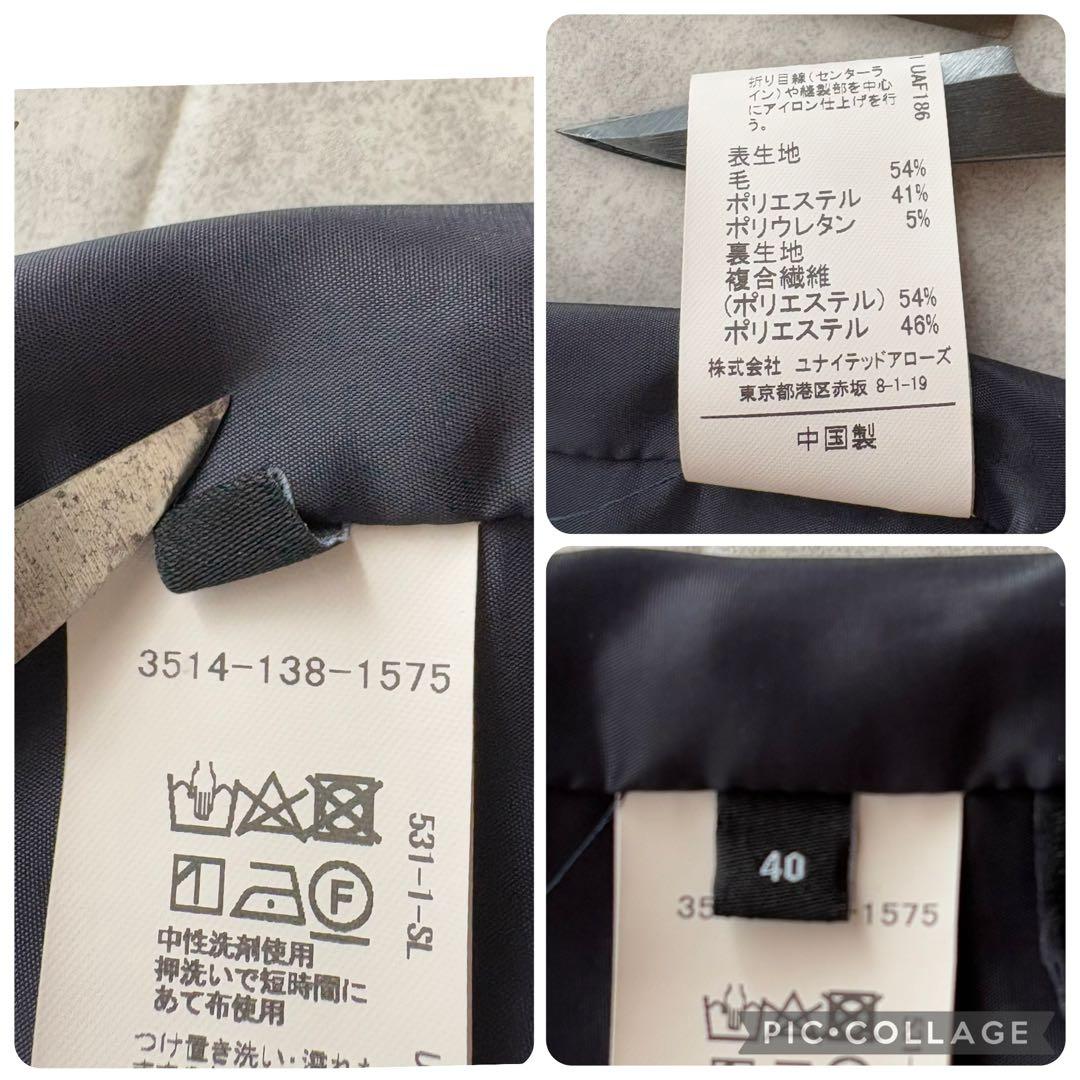 3514-138-1575
531-1-SL
F
中性洗剤使用
押洗いで短時間に
あて布使用
つけ置き洗い・濡れた
折り目線(センターラ
イン)や縫製部を中心
にアイロン仕上げを行
う。
UAF186
表生地
毛 54%
ポリエステル 41%
ポリウレタン 5%
裏生地
複合繊維
(ポリエステル) 54%
ポリエステル 46%
株式会社 ユナイテッドアローズ
東京都港区赤坂 8-1-19
中国製
40
35
1575
PIC•COLLAGE